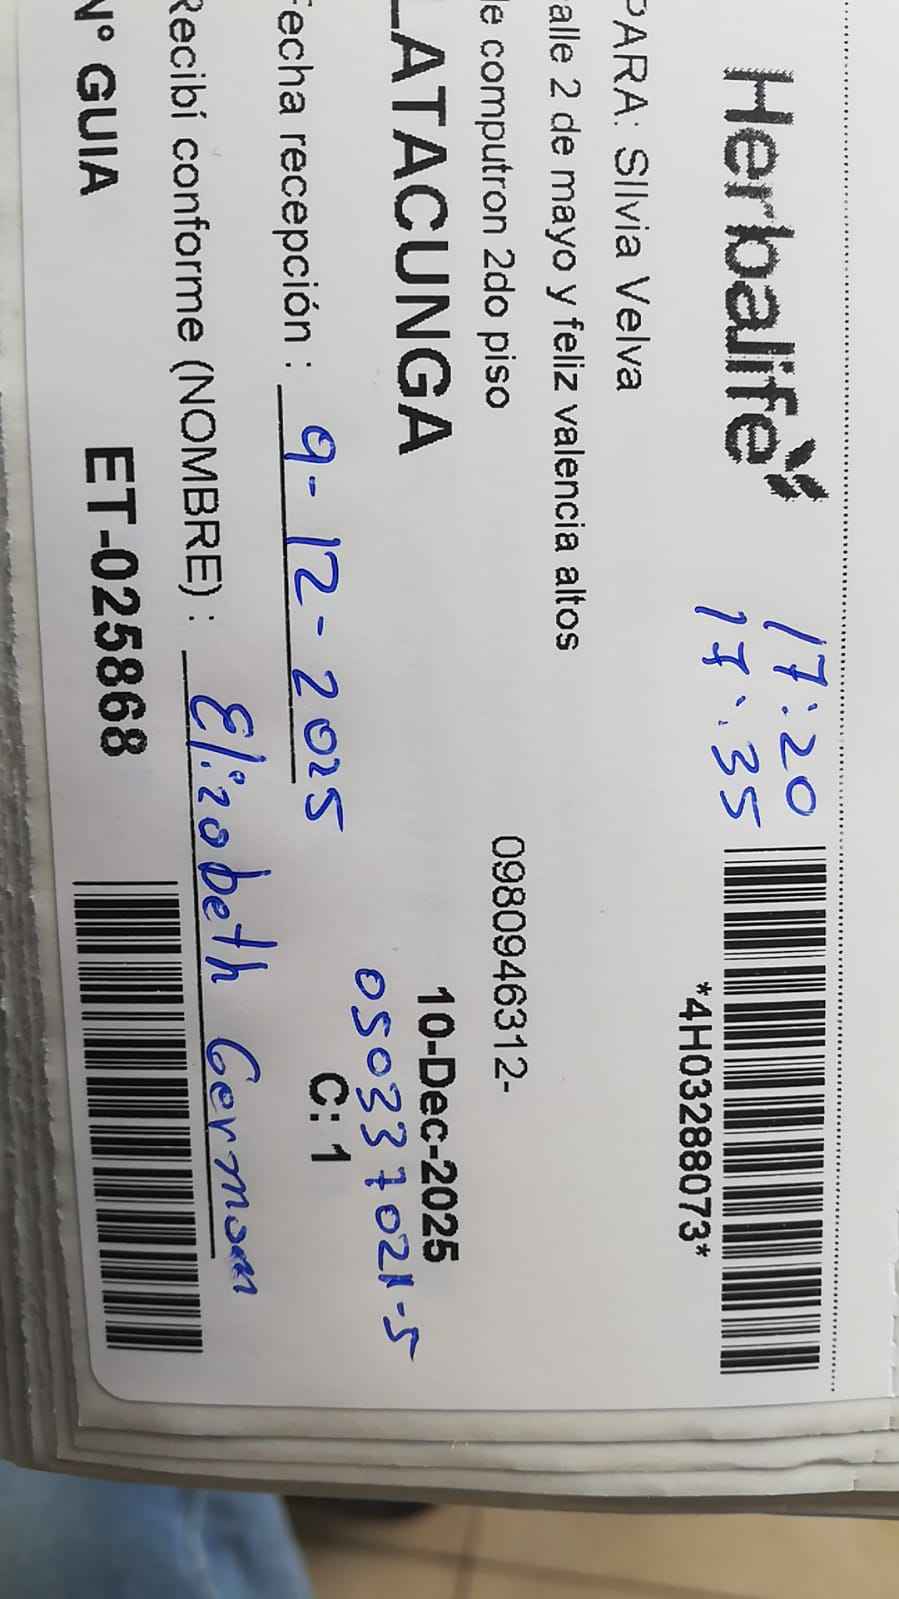 Herbalife
17:20
17:35
*4H03288073*
PARA: SIlvia Velva
alle 2 de mayo y feliz valencia altos
de computron 2do piso
0980946312-
LATACUNGA
10-Dec-2025
050337021-5
C: 1
Fecha recepción : 9-12-2025
Recibí conforme (NOMBRE) : Elizabeth German
N° GUIA ET-025868